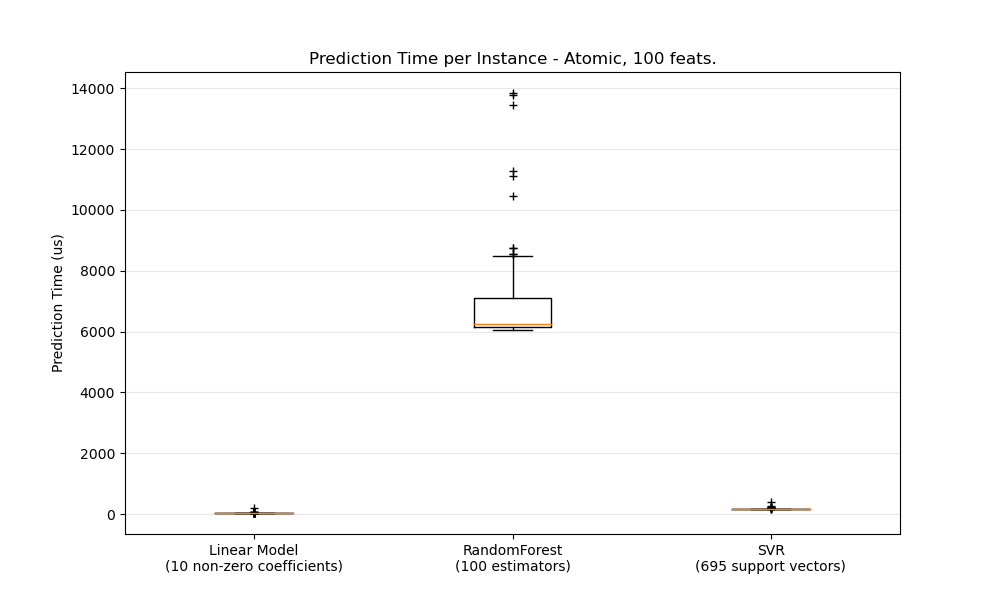 Prediction Time per Instance - Atomic, 100 feats.
Prediction Time (us)
14000
12000
10000
8000
6000
4000
2000
0
Linear Model
(10 non-zero coefficients)
RandomForest
(100 estimators)
SVR
(695 support vectors)